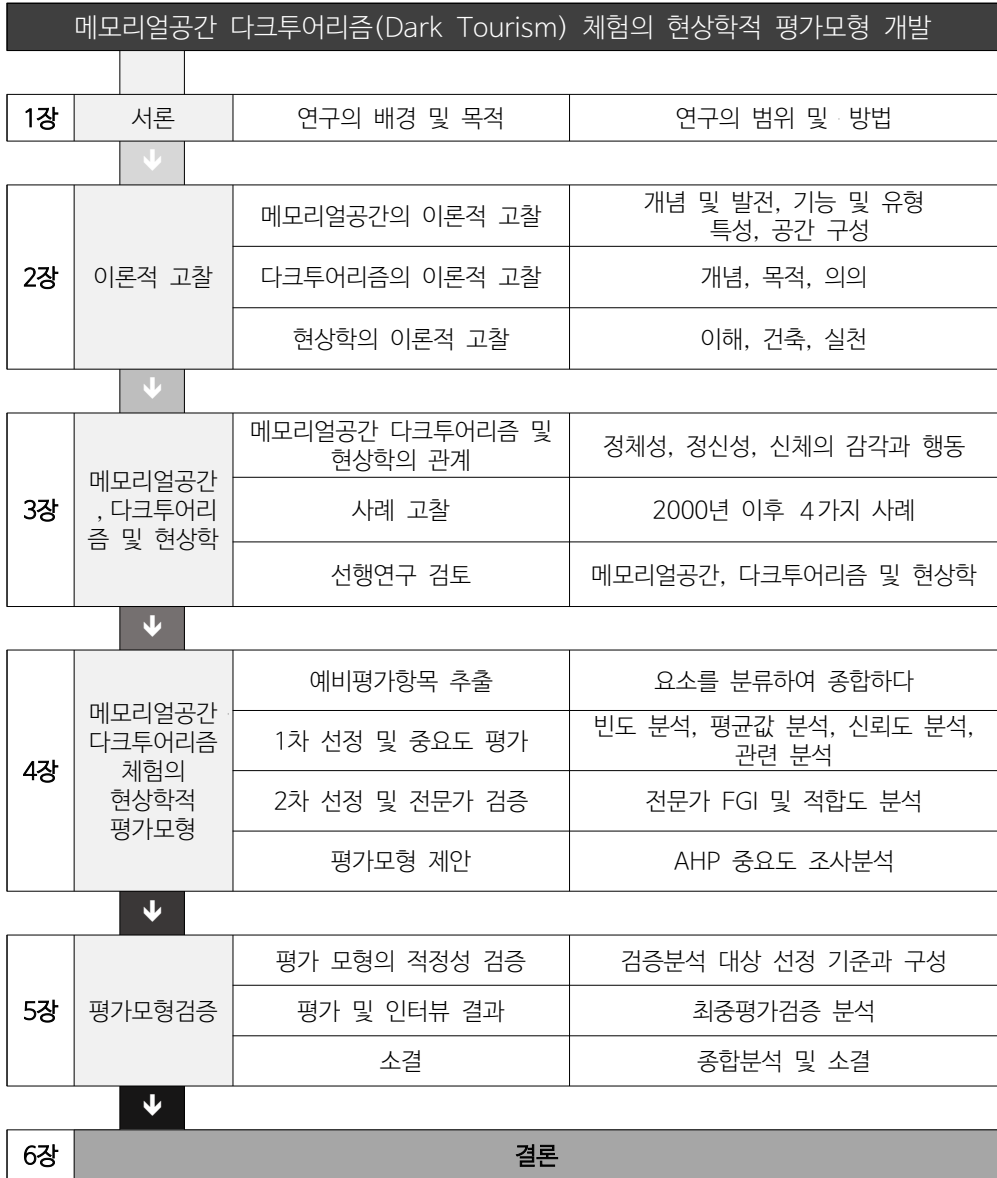 메모리얼공간 다크투어리즘(Dark Tourism) 체험의 현상학적 평가모형 개발
1장
서론
연구의 배경 및 목적
연구의 범위 및 방법
2장
이론적 고찰
메모리얼공간의 이론적 고찰
개념 및 발전, 기능 및 유형
특성, 공간 구성
다크투어리즘의 이론적 고찰
개념, 목적, 의의
현상학의 이론적 고찰
이해, 건축, 실천
3장
메모리얼공간
, 다크투어리
즘 및 현상학
메모리얼공간 다크투어리즘 및
현상학의 관계
정체성, 정신성, 신체의 감각과 행동
사례 고찰
2000년 이후 4가지 사례
선행연구 검토
메모리얼공간, 다크투어리즘 및 현상학
4장
메모리얼공간
다크투어리즘
체험의
현상학적
평가모형
예비평가항목 추출
요소를 분류하여 종합하다
1차 선정 및 중요도 평가
빈도 분석, 평균값 분석, 신뢰도 분석,
관련 분석
2차 선정 및 전문가 검증
전문가 FGI 및 적합도 분석
평가모형 제안
AHP 중요도 조사분석
5장
평가모형검증
평가 모형의 적정성 검증
검증분석 대상 선정 기준과 구성
평가 및 인터뷰 결과
최중평가검증 분석
소결
종합분석 및 소결
6장
결론